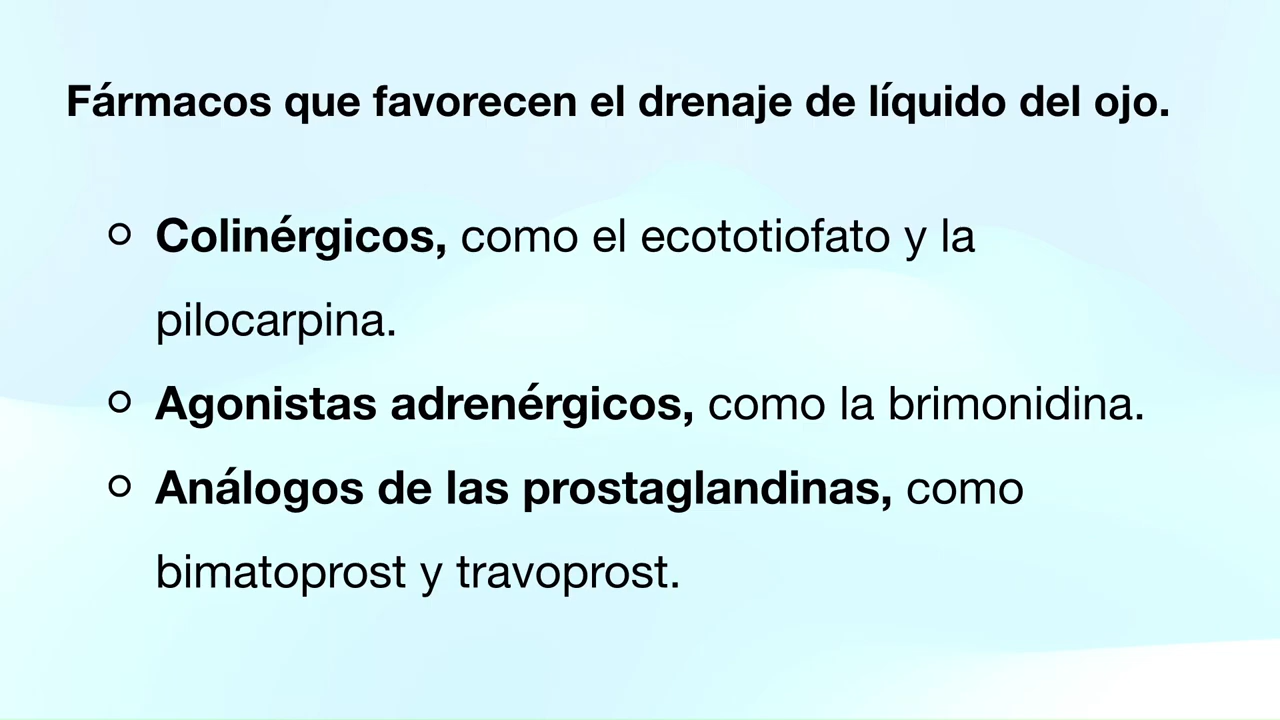 Fármacos que favorecen el drenaje de líquido del ojo.
Colinérgicos, como el ecototiofato y la
pilocarpina.
Agonistas adrenérgicos, como la brimonidina.
Análogos de las prostaglandinas, como
bimatoprost y travoprost.